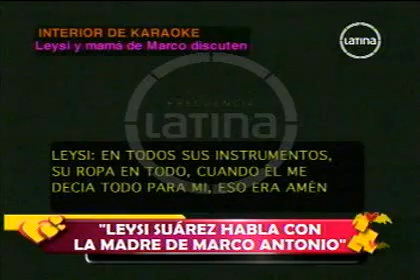 INTERIOR DE KARAOKE
Leysi y mamá de Marco discuten
LATINA
FRECUENCIA
LATINA
LEYSI: EN TODOS SUS INSTRUMENTOS,
SU ROPA EN TODO, CUANDO ÉL ME
DECIA TODO PARA MI, ESO ERA AMÉN
"LEYSI SUÁREZ HABLA CON
LA MADRE DE MARCO ANTONIO"